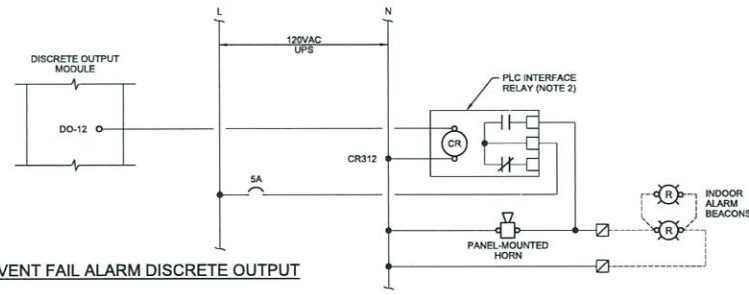 L
N
120VAC
UPS
DISCRETE OUTPUT
MODULE
PLC INTERFACE
RELAY (NOTE 2)
DO-12
CR
CR312
5A
R
INDOOR
ALARM
BEACONS
R
PANEL-MOUNTED
HORN
VENT FAIL ALARM DISCRETE OUTPUT
L
N